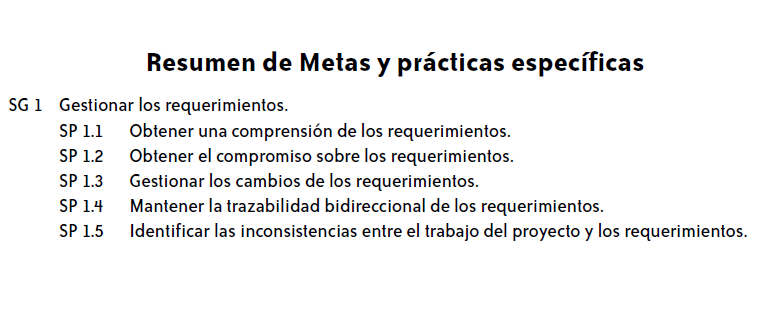 Resumen de Metas y prácticas específicas
SG 1 Gestionar los requerimientos.
SP 1.1 Obtener una comprensión de los requerimientos.
SP 1.2 Obtener el compromiso sobre los requerimientos.
SP 1.3 Gestionar los cambios de los requerimientos.
SP 1.4 Mantener la trazabilidad bidireccional de los requerimientos.
SP 1.5 Identificar las inconsistencias entre el trabajo del proyecto y los requerimientos.